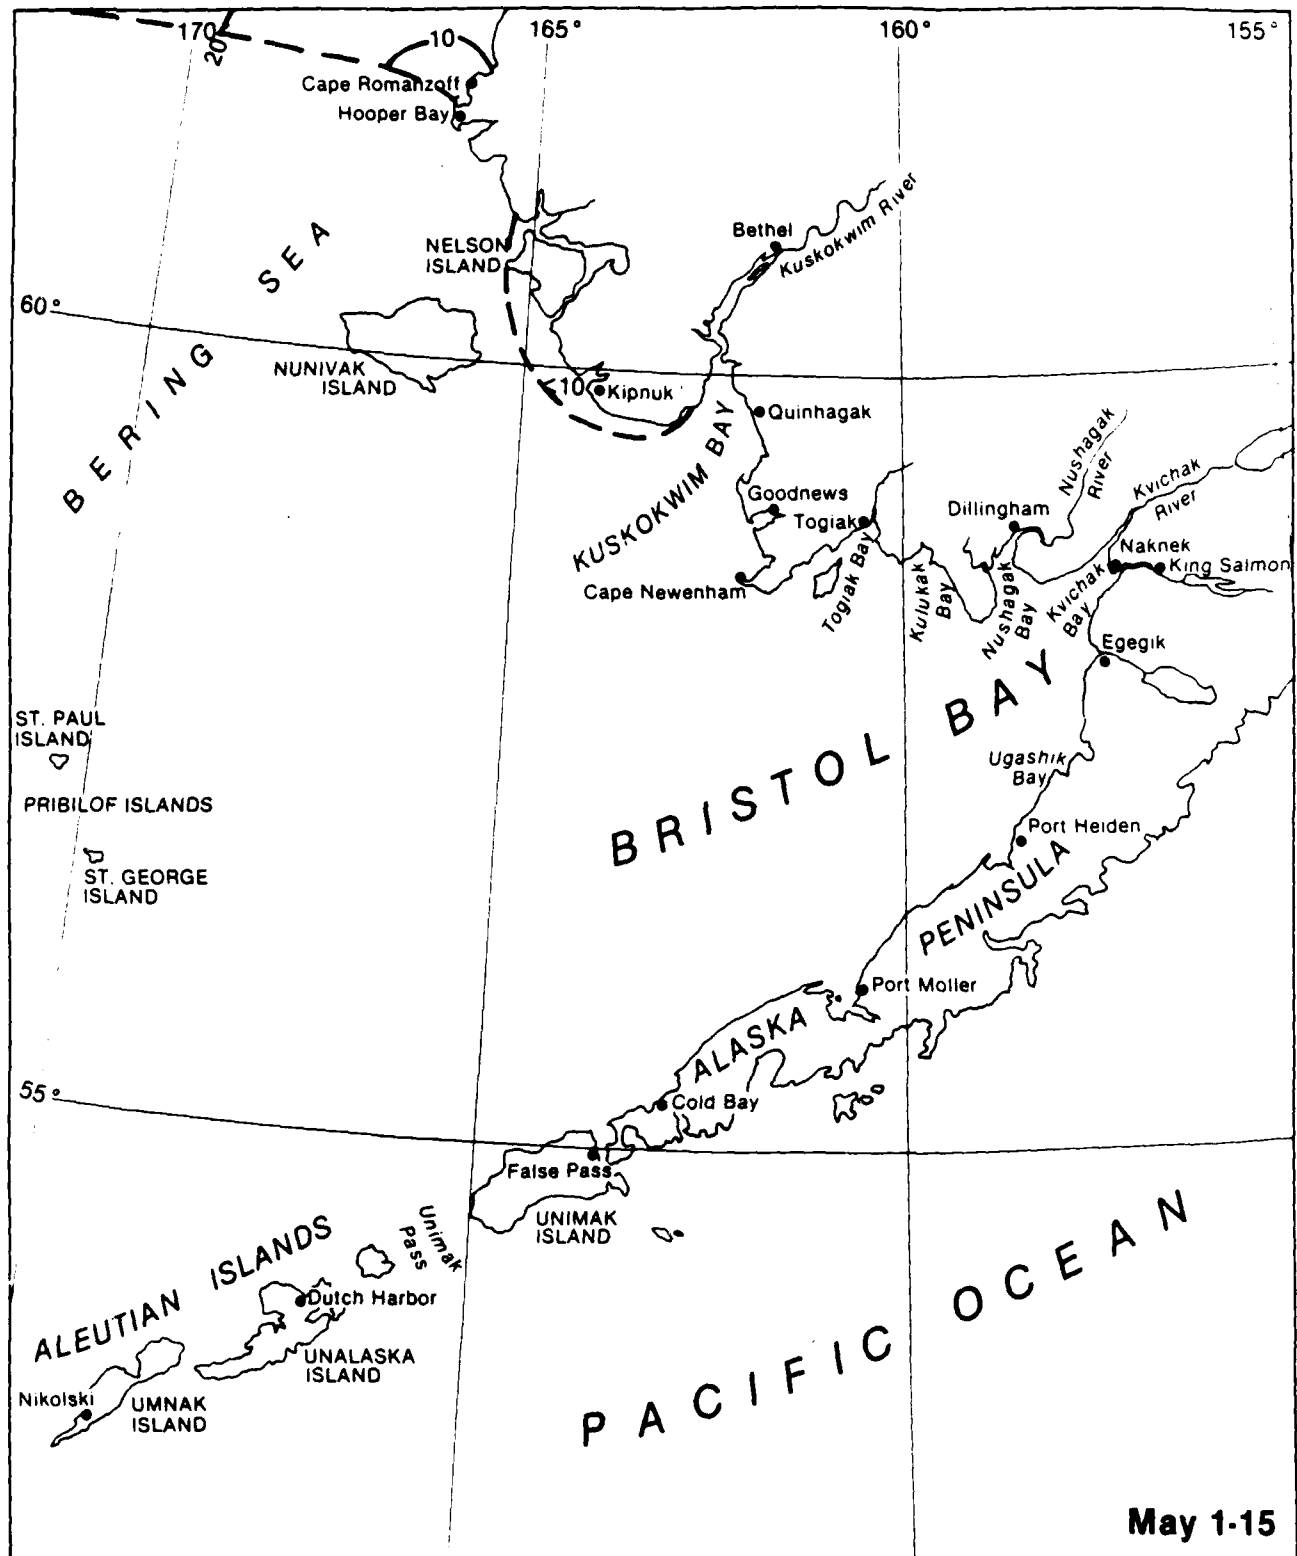 170
20
10
165°
160°
155°
Cape Romanzoff
Hooper Bay
Bethel
Kuskokwim River
NELSON
ISLAND
BERING SEA
60°
NUNIVAK
ISLAND
<10
Kipnuk
Quinhagak
KUSKOKWIM BAY
Nushagak
River
Kvichak
River
Goodnews
Togiak
Dillingham
Naknek
King Salmon
Cape Newenham
Togiak Bay
Kulukak
Bay
Nushagak
Bay
Kvichak
Bay
Egegik
BRISTOL BAY
ST. PAUL
ISLAND
Ugashik
Bay
PRIBILOF ISLANDS
Port Heiden
ST. GEORGE
ISLAND
ALASKA PENINSULA
Port Moller
55°
Cold Bay
False Pass
UNIMAK
ISLAND
Unimak
Pass
ALEUTIAN ISLANDS
Dutch Harbor
UNALASKA
ISLAND
Nikolski
UMNAK
ISLAND
PACIFIC OCEAN
May 1-15